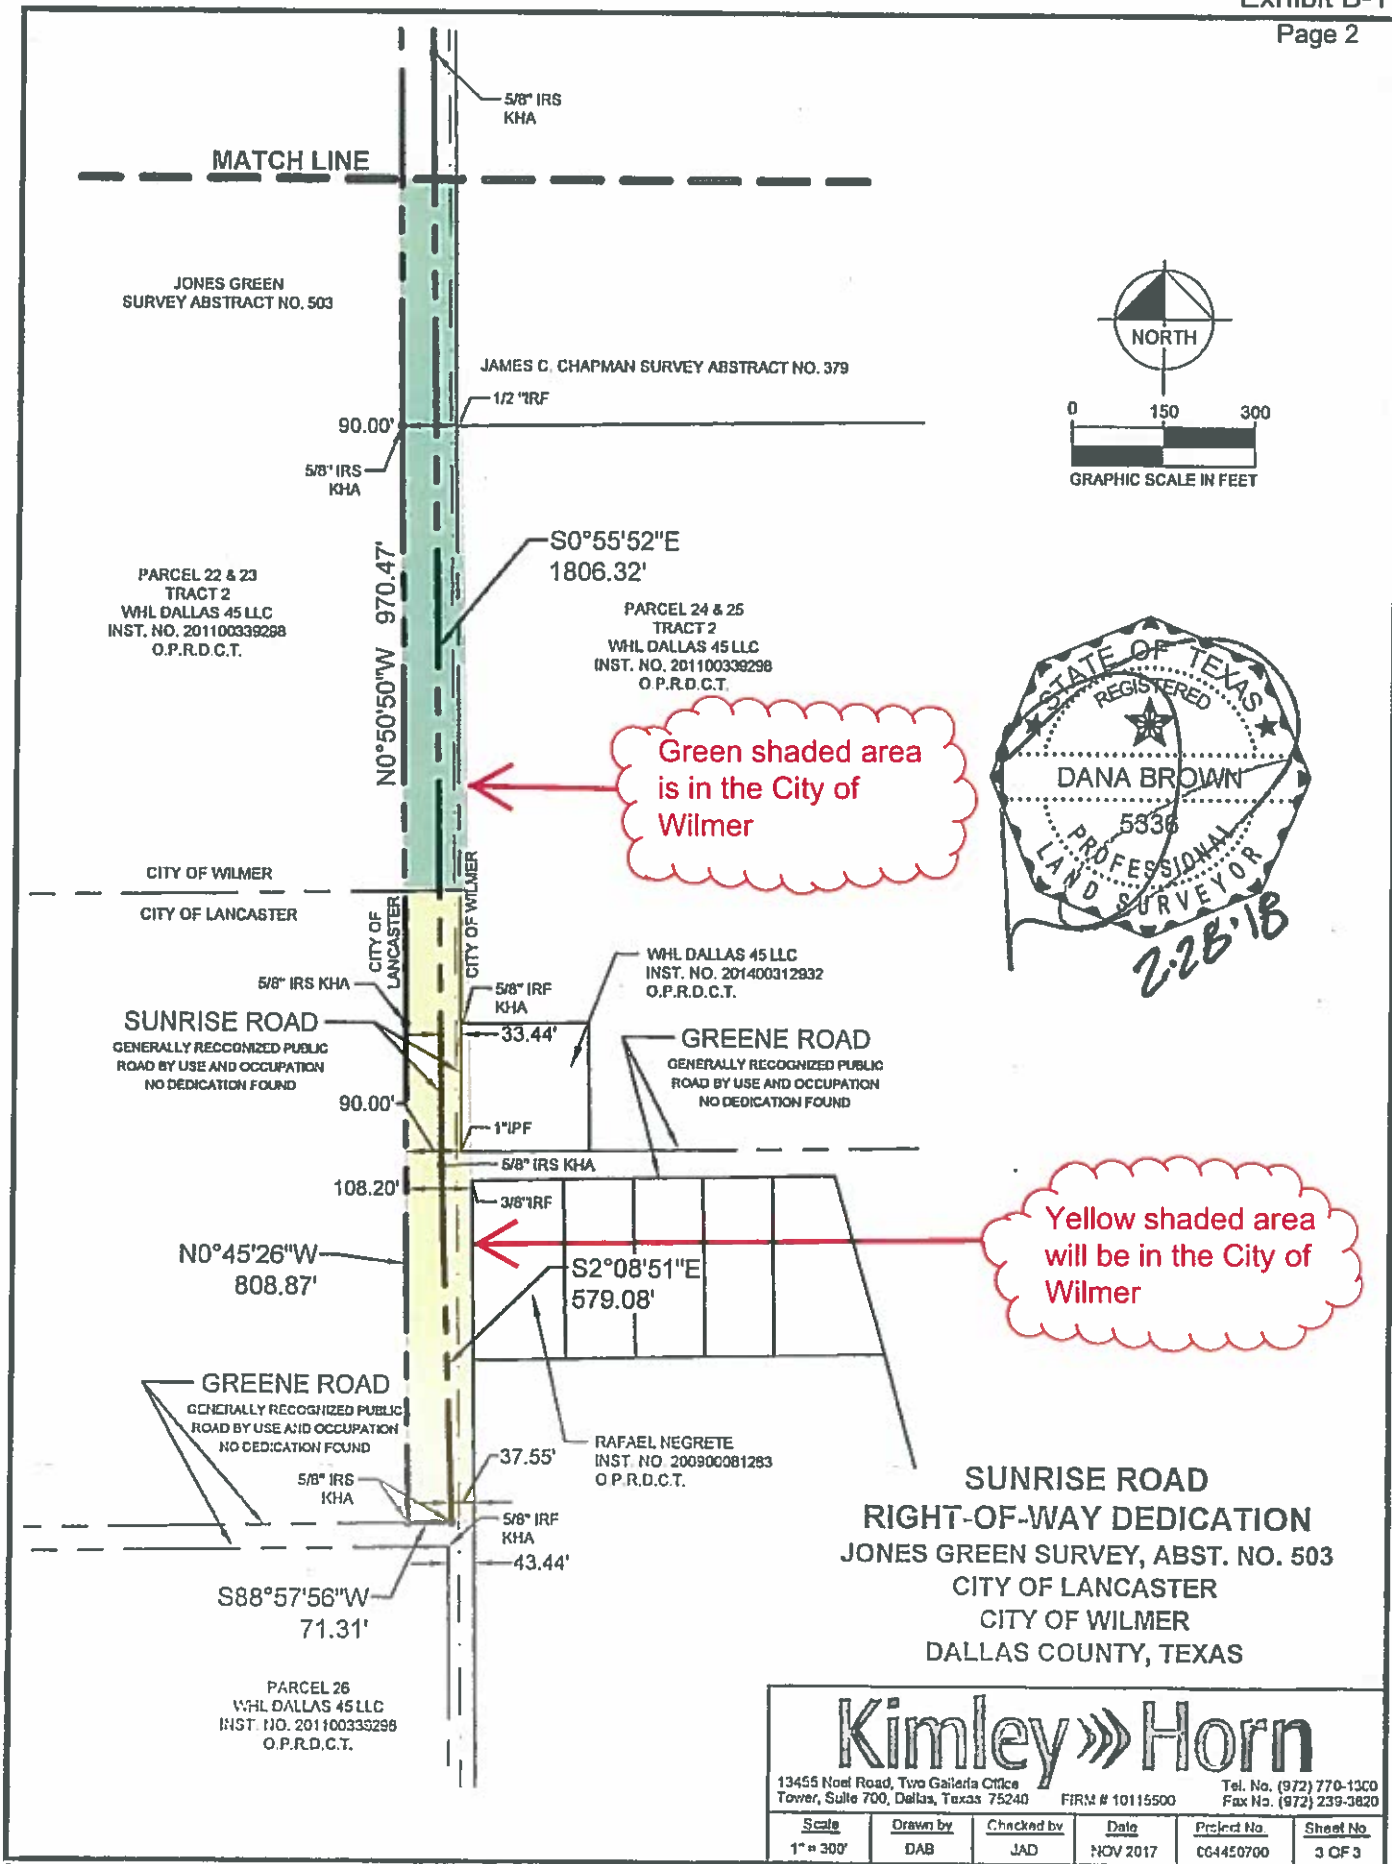 Exhibit B-1
Page 2
5/8" IRS
KHA
MATCH LINE
JONES GREEN
SURVEY ABSTRACT NO. 503
NORTH
JAMES C. CHAPMAN SURVEY ABSTRACT NO. 379
1/2 "IRF
0 150 300
GRAPHIC SCALE IN FEET
90.00'
5/8" IRS
KHA
S0°55'52"E
1806.32'
N0°50'50"W 970.47'
PARCEL 22 & 23
TRACT 2
WHL DALLAS 45 LLC
INST. NO. 201100339298
O.P.R.D.C.T.
PARCEL 24 & 25
TRACT 2
WHL DALLAS 45 LLC
INST. NO. 201100339298
O.P.R.D.C.T.
STATE OF TEXAS
REGISTERED
DANA BROWN
5336
PROFESSIONAL
LAND SURVEYOR
2.28.18
Green shaded area
is in the City of
Wilmer
CITY OF WILMER
CITY OF LANCASTER
CITY OF
LANCASTER
CITY OF WILMER
WHL DALLAS 45 LLC
INST. NO. 201400312932
O.P.R.D.C.T.
5/8" IRS KHA
5/8" IRF
KHA
33.44'
SUNRISE ROAD
GENERALLY RECOGNIZED PUBLIC
ROAD BY USE AND OCCUPATION
NO DEDICATION FOUND
GREENE ROAD
GENERALLY RECOGNIZED PUBLIC
ROAD BY USE AND OCCUPATION
NO DEDICATION FOUND
90.00'
1"IPF
5/8" IRS KHA
108.20'
3/8"IRF
Yellow shaded area
will be in the City of
Wilmer
N0°45'26"W
808.87'
S2°08'51"E
579.08'
GREENE ROAD
GENERALLY RECOGNIZED PUBLIC
ROAD BY USE AND OCCUPATION
NO DEDICATION FOUND
RAFAEL NEGRETE
INST. NO. 200900081283
O.P.R.D.C.T.
37.55'
5/8" IRS
KHA
5/8" IRF
KHA
43.44'
S88°57'56"W
71.31'
PARCEL 26
WHL DALLAS 45 LLC
INST. NO. 201100339298
O.P.R.D.C.T.
SUNRISE ROAD
RIGHT-OF-WAY DEDICATION
JONES GREEN SURVEY, ABST. NO. 503
CITY OF LANCASTER
CITY OF WILMER
DALLAS COUNTY, TEXAS
Kimley»Horn
13455 Noel Road, Two Galleria Office
Tower, Suite 700, Dallas, Texas 75240 FIRM # 10115500
Tel. No. (972) 770-1300
Fax No. (972) 239-3820
Scale Drawn by Checked by Date Project No. Sheet No
1" = 300' DAB JAD NOV 2017 064450700 3 OF 3